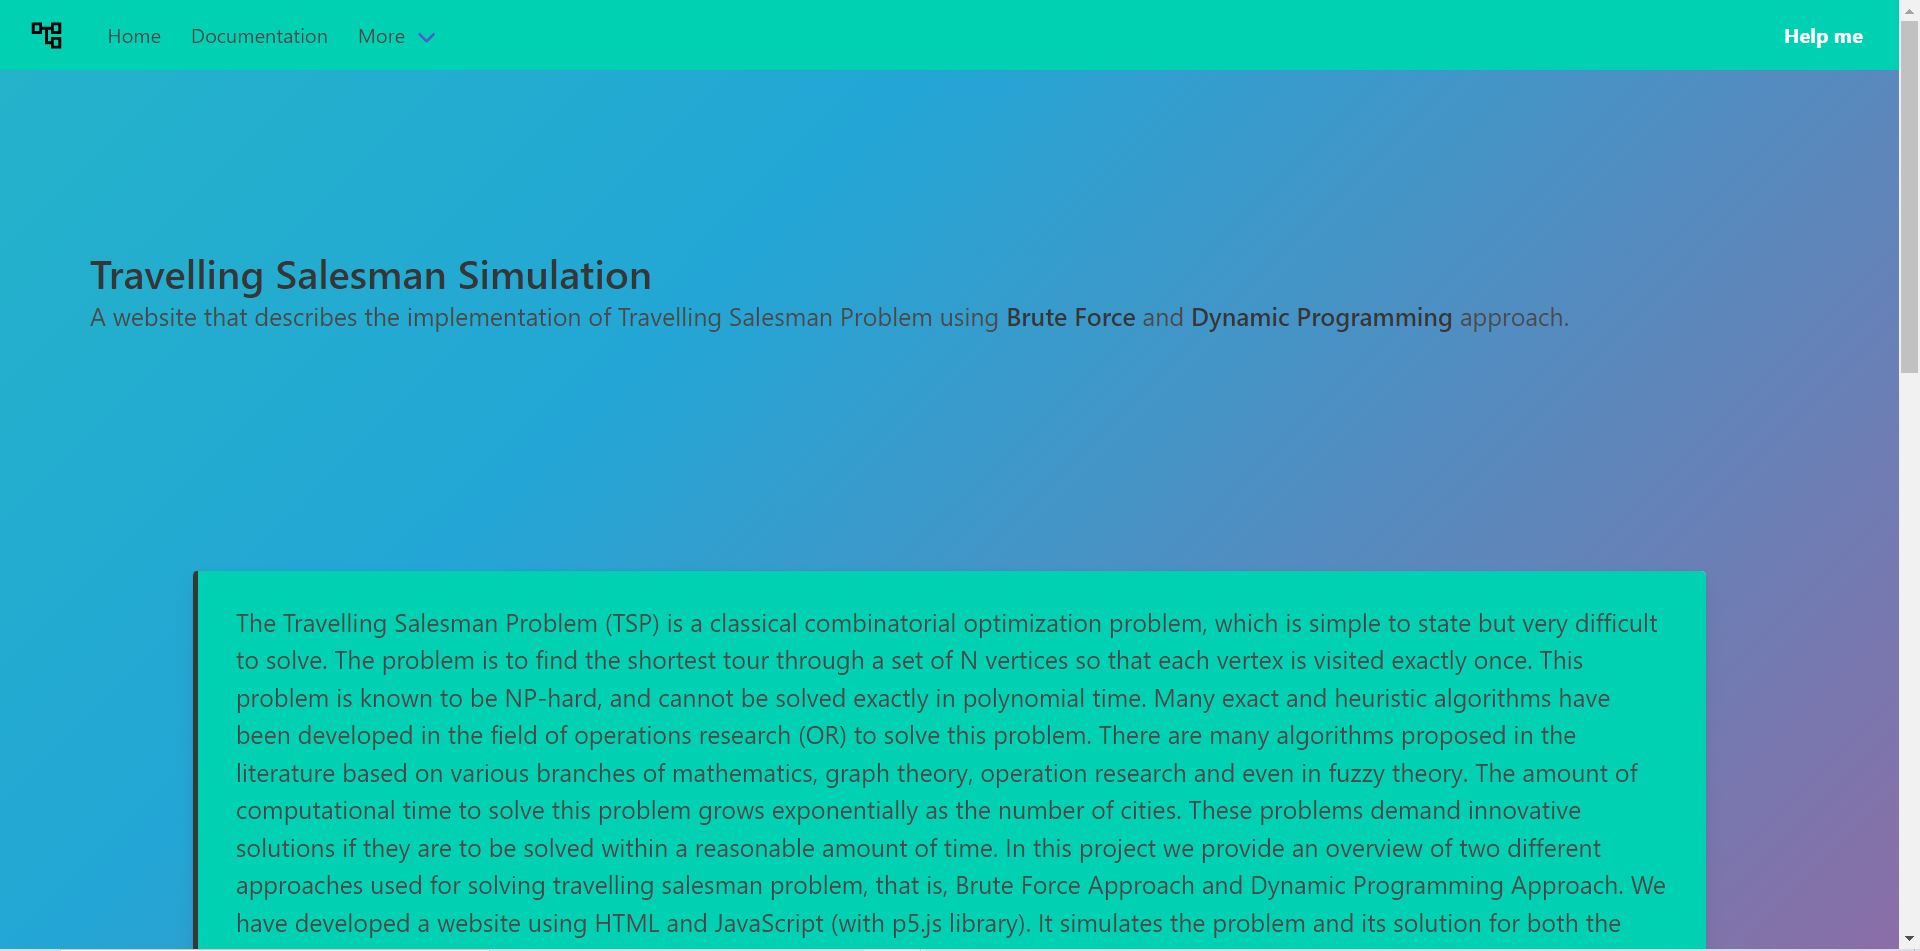 Home Documentation More Help me
Travelling Salesman Simulation
A website that describes the implementation of Travelling Salesman Problem using Brute Force and Dynamic Programming approach.
The Travelling Salesman Problem (TSP) is a classical combinatorial optimization problem, which is simple to state but very difficult
to solve. The problem is to find the shortest tour through a set of N vertices so that each vertex is visited exactly once. This
problem is known to be NP-hard, and cannot be solved exactly in polynomial time. Many exact and heuristic algorithms have
been developed in the field of operations research (OR) to solve this problem. There are many algorithms proposed in the
literature based on various branches of mathematics, graph theory, operation research and even in fuzzy theory. The amount of
computational time to solve this problem grows exponentially as the number of cities. These problems demand innovative
solutions if they are to be solved within a reasonable amount of time. In this project we provide an overview of two different
approaches used for solving travelling salesman problem, that is, Brute Force Approach and Dynamic Programming Approach. We
have developed a website using HTML and JavaScript (with p5.js library). It simulates the problem and its solution for both the